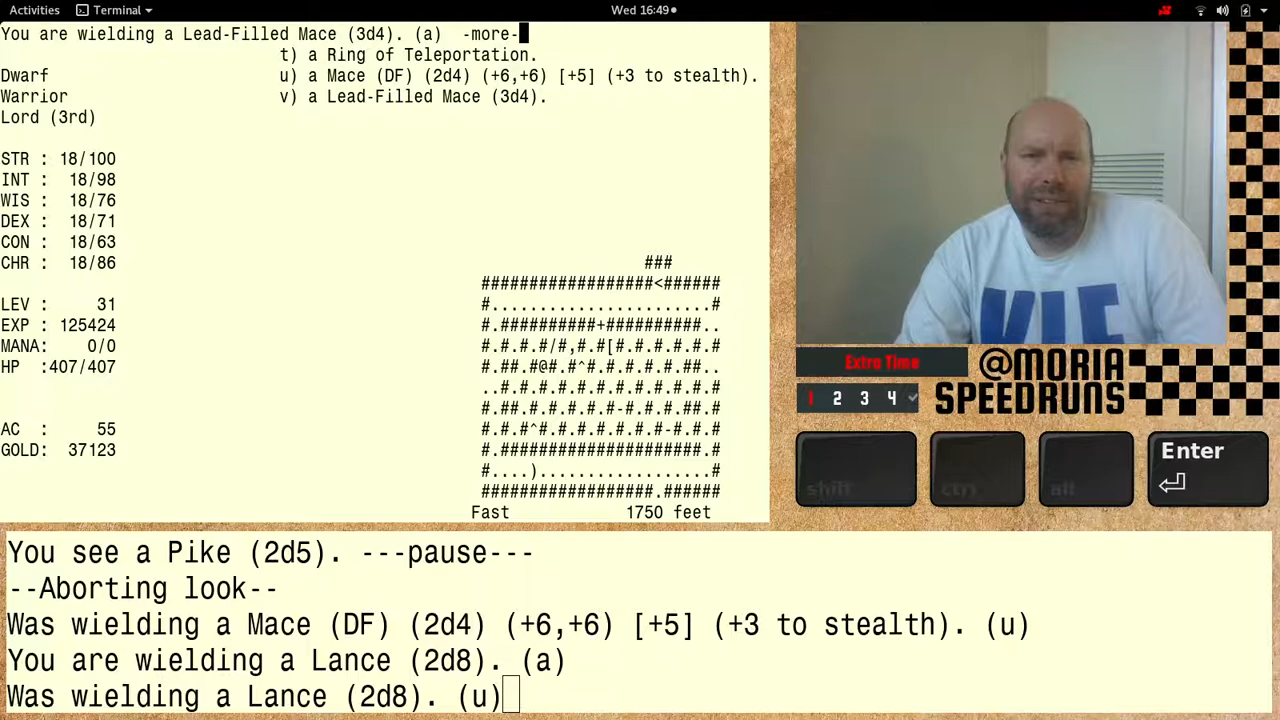 Activities Terminal Wed 16:49
You are wielding a Lead-Filled Mace (3d4). (a) -more-
t) a Ring of Teleportation.
Dwarf u) a Mace (DF) (2d4) (+6,+6) [+5] (+3 to stealth).
Warrior v) a Lead-Filled Mace (3d4).
Lord (3rd)
STR : 18/100
INT : 18/98
WIS : 18/76
DEX : 18/71
CON : 18/63
CHR : 18/86
###
#################<######
LEV : 31 #......................#
EXP : 125424 #.##########+##########..
MANA: 0/0 #.#.#.#/#,#.#[#.#.#.#.#.#
HP :407/407 #.##.#@#.#^#.#.#.#.#.##..
..#.#.#.#.#.#.#.#.#.#.#.#
#.##.#.#.#.#.#-#.#.#.##.#
AC : 55 #.#.#^#.#.#.#.#.#.#-#.#.#
GOLD: 37123 #.#####################.#
#....)..................#
##################.######
Fast 1750 feet
KIF
Extra Time
1 2 3 4
@MORIA
SPEEDRUNS
shift ctrl alt Enter
You see a Pike (2d5). ---pause---
--Aborting look--
Was wielding a Mace (DF) (2d4) (+6,+6) [+5] (+3 to stealth). (u)
You are wielding a Lance (2d8). (a)
Was wielding a Lance (2d8). (u)